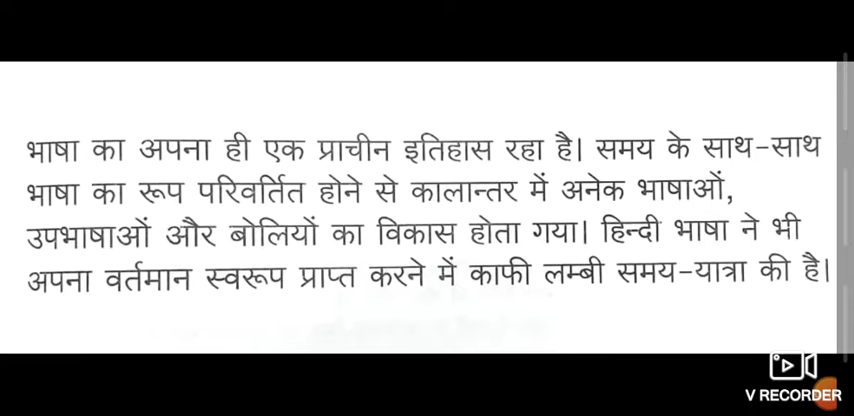 भाषा का अपना ही एक प्राचीन इतिहास रहा है। समय के साथ-साथ
भाषा का रूप परिवर्तित होने से कालान्तर में अनेक भाषाओं,
उपभाषाओं और बोलियों का विकास होता गया। हिन्दी भाषा ने भी
अपना वर्तमान स्वरूप प्राप्त करने में काफी लम्बी समय-यात्रा की है।
V RECORDER